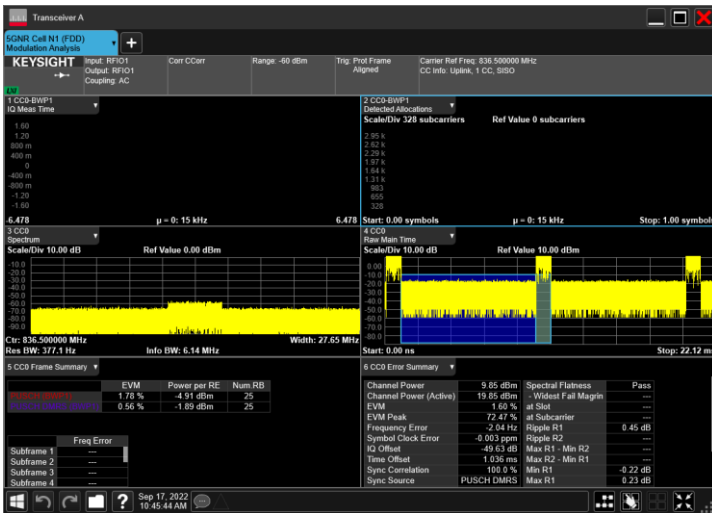 Transceiver A
5GNR Cell N1 (FDD)
Modulation Analysis
KEYSIGHT
Input: RFIO1
Output: RFIO1
Coupling: AC
Corr CCorr
Range: -60 dBm
Trig: Prot Frame
Aligned
Carrier Ref Freq: 836.500000 MHz
CC Info: Uplink, 1 CC, SISO
1 CC0-BWP1
IQ Meas Time
1.60
1.20
800 m
400 m
0
-400 m
-800 m
-1.20
-1.60
-6.478 µ = 0: 15 kHz 6.478
2 CC0-BWP1
Detected Allocations
Scale/Div 328 subcarriers Ref Value 0 subcarriers
2.95 k
2.62 k
2.29 k
1.97 k
1.64 k
1.31 k
983
655
328
Start: 0.00 symbols µ = 0: 15 kHz Stop: 1.00 symbols
3 CC0
Spectrum
Scale/Div 10.00 dB Ref Value 0.00 dBm
-10.0
-20.0
-30.0
-40.0
-50.0
-60.0
-70.0
-80.0
-90.0
Ctr: 836.500000 MHz Width: 27.65 MHz
Res BW: 377.1 Hz Info BW: 6.14 MHz
4 CC0
Raw Main Time
Scale/Div 10.00 dB Ref Value 10.00 dBm
0.00
-10.0
-20.0
-30.0
-40.0
-50.0
-60.0
-70.0
-80.0
Start: 0.00 ns Stop: 22.12 ms
5 CC0 Frame Summary
EVM Power per RE Num.RB
PUSCH (BWP1) 1.78 % -4.91 dBm 25
PUSCH DMRS 0.56 % -1.89 dBm 25
Freq Error
Subframe 1 ---
Subframe 2 ---
Subframe 3 ---
Subframe 4 ---
6 CC0 Error Summary
Channel Power 9.85 dBm Spectral Flatness Pass
Channel Power (Active) 19.85 dBm - Widest Fail Magrin ---
EVM 1.60 % at Slot ---
EVM Peak 72.47 % at Subcarrier ---
Frequency Error -2.04 Hz Ripple R1 0.45 dB
Symbol Clock Error -0.003 ppm Ripple R2 ---
IQ Offset -49.63 dB Max R1 - Min R2 ---
Time Offset 1.036 ms Max R2 - Min R1 ---
Sync Correlation 100.0 % Min R1 -0.22 dB
Sync Source PUSCH DMRS Max R1 0.23 dB
Sep 17, 2022
10:45:44 AM